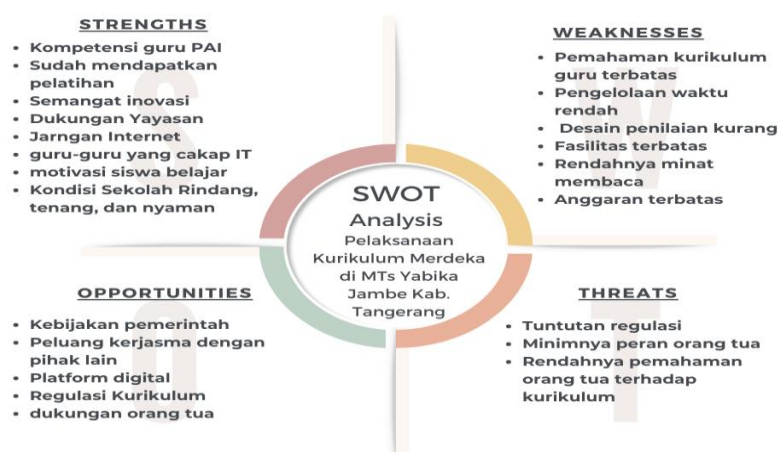 STRENGTHS
• Kompetensi guru PAI
• Sudah mendapatkan
pelatihan
• Semangat inovasi
• Dukungan Yayasan
• Jarngan Internet
• guru-guru yang cakap IT
• motivasi siswa belajar
• Kondisi Sekolah Rindang,
tenang, dan nyaman
S
WEAKNESSES
• Pemahaman kurikulum
guru terbatas
• Pengelolaan waktu
rendah
• Desain penilaian kurang
• Fasilitas terbatas
• Rendahnya minat
membaca
• Anggaran terbatas
W
SWOT
Analysis
Pelaksanaan
Kurikulum Merdeka
di MTs Yabika
Jambe Kab.
Tangerang
OPPORTUNITIES
• Kebijakan pemerintah
• Peluang kerjasama dengan
pihak lain
• Platform digital
• Regulasi Kurikulum
• dukungan orang tua
O
THREATS
• Tuntutan regulasi
• Minimnya peran orang tua
• Rendahnya pemahaman
orang tua terhadap
kurikulum
T